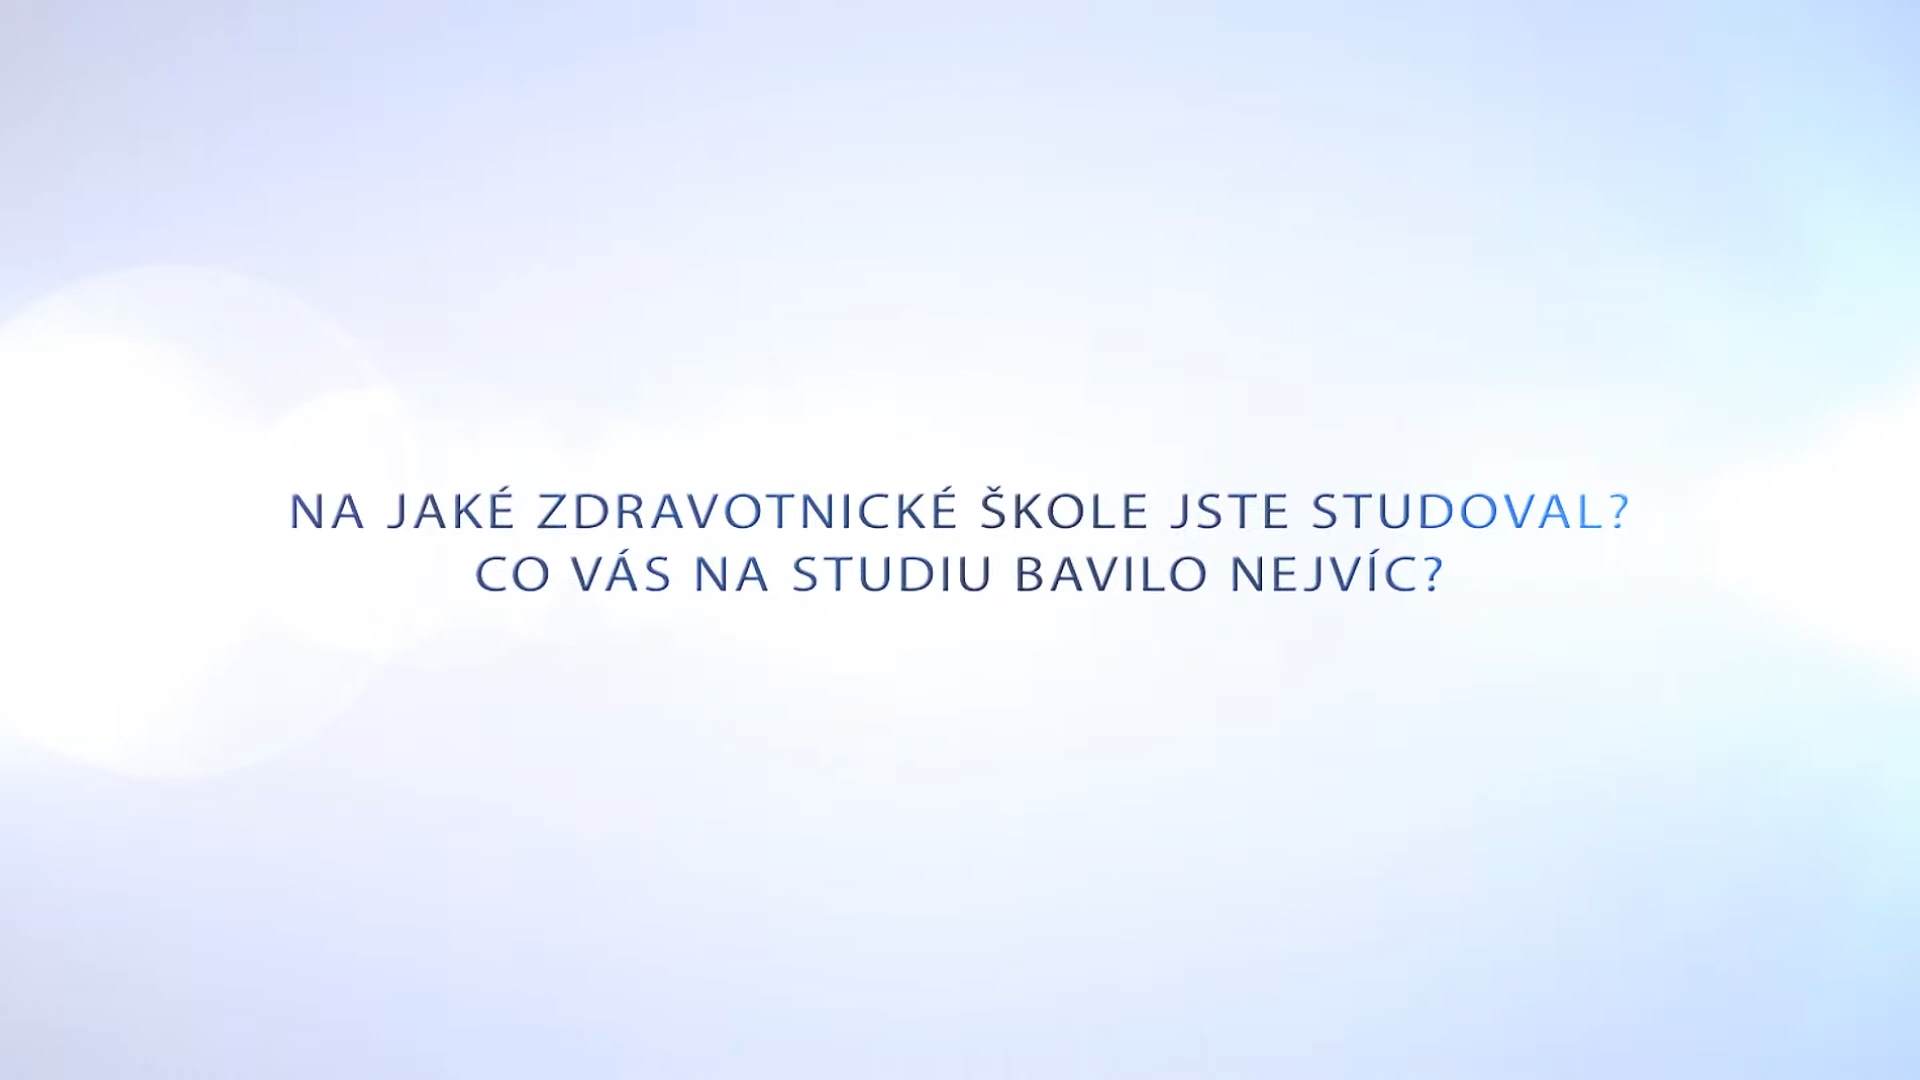 NA JAKÉ ZDRAVOTNICKÉ ŠKOLE JSTE STUDOVAL?
CO VÁS NA STUDIU BAVILO NEJVÍC?